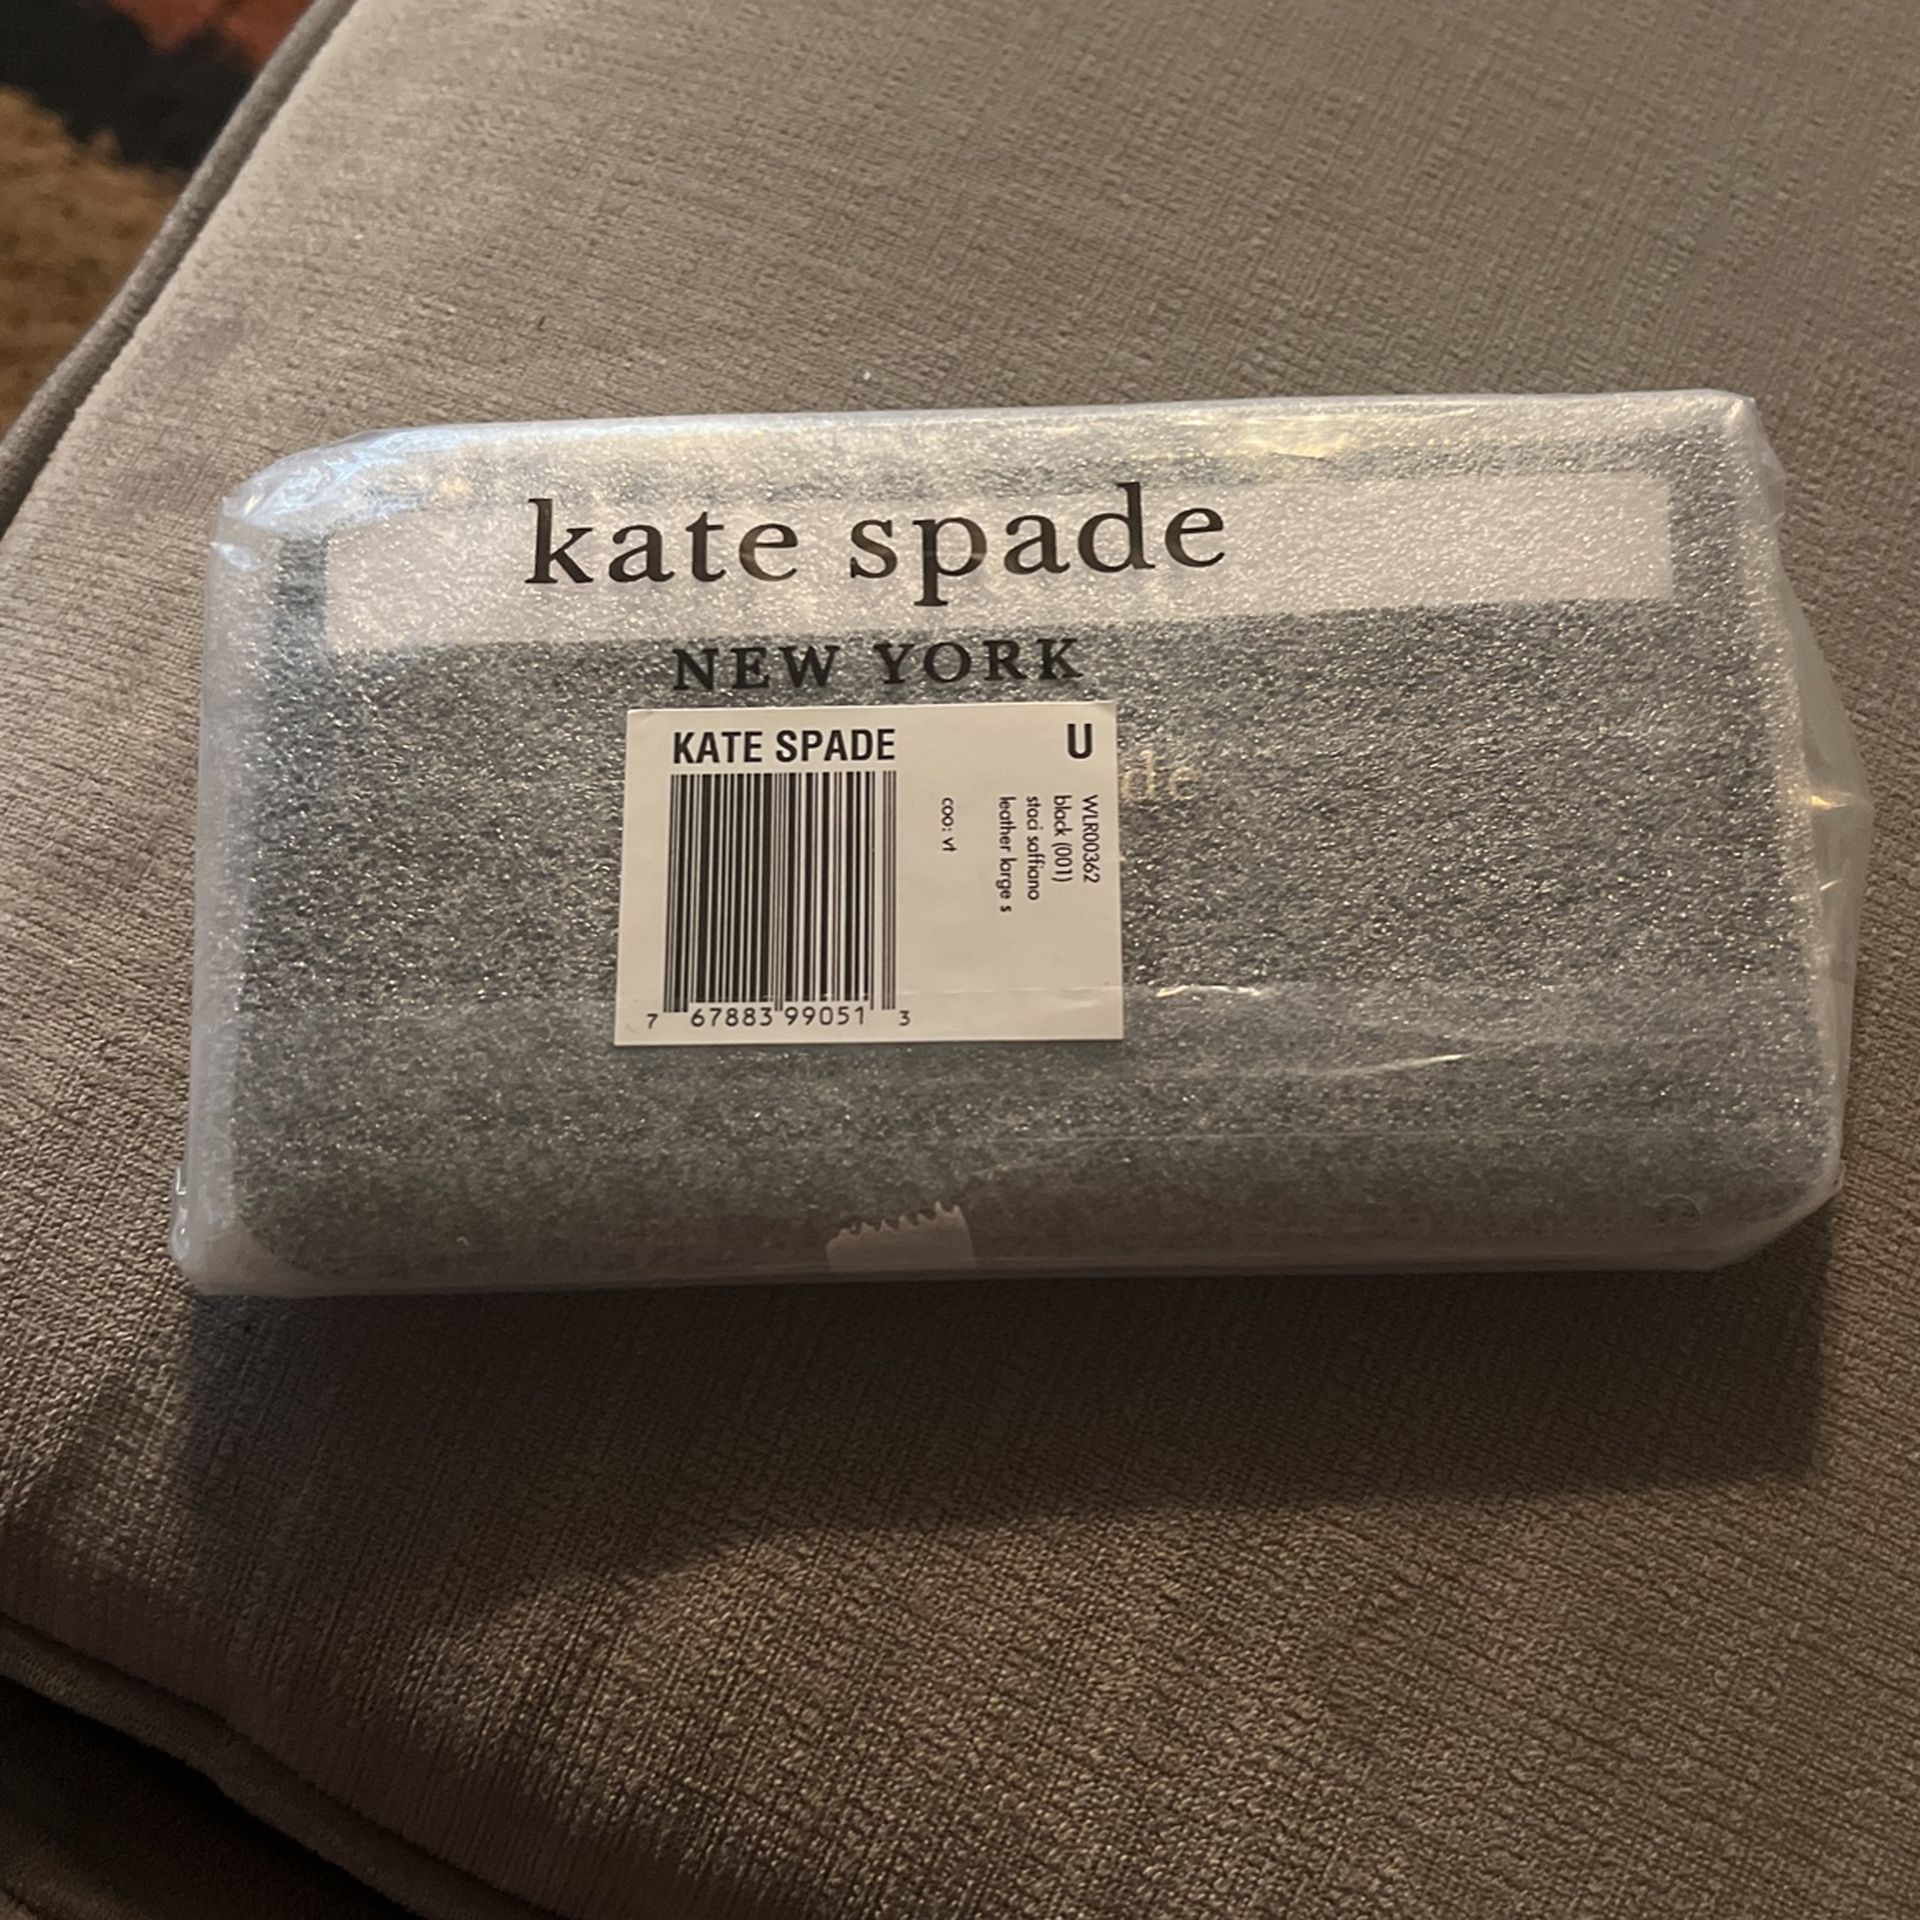 kate spade
NEW YORK
KATE SPADE
U
de
WLR00362
black (001)
staci saffiano
leather large s
coo: vt
7 67883 99051 3